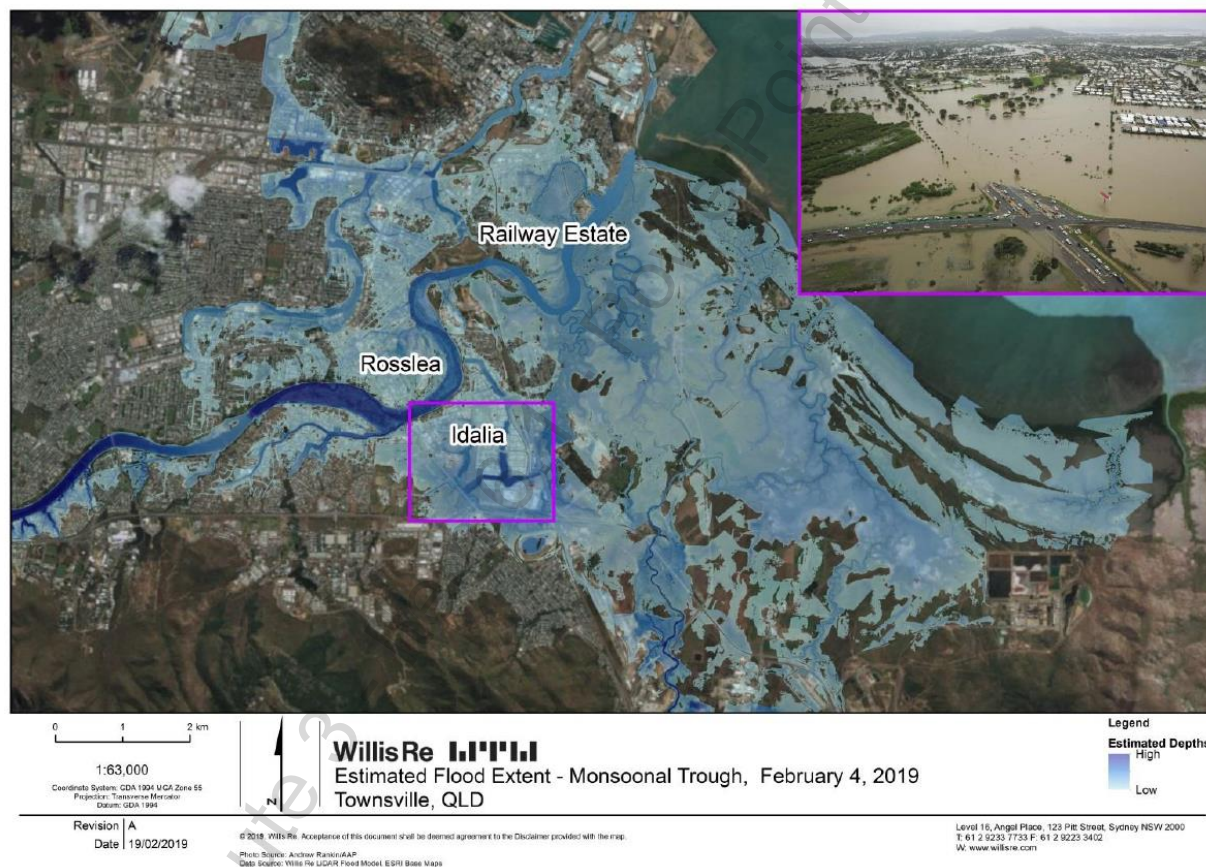 Railway Estate
Rosslea
Idalia
0 1 2 km
1:63,000
Coordinate System: GDA 1994 MGA Zone 55
Projection: Transverse Mercator
Datum: GDA 1994
N
Willis Re
Estimated Flood Extent - Monsoonal Trough, February 4, 2019
Townsville, QLD
Legend
Estimated Depths
High
Low
Revision A
Date 19/02/2019
© 2019 Willis Re. Acceptance of this document shall be deemed agreement to the Disclaimer provided with the map.
Photo Source: Andrew Rankin/AAP
Data Source: Willis Re LiDAR Flood Model, ESRI Base Maps
Level 16, Angel Place, 123 Pitt Street, Sydney NSW 2000
T: 61 2 9233 7733 F: 61 2 9223 3402
W: www.willisre.com